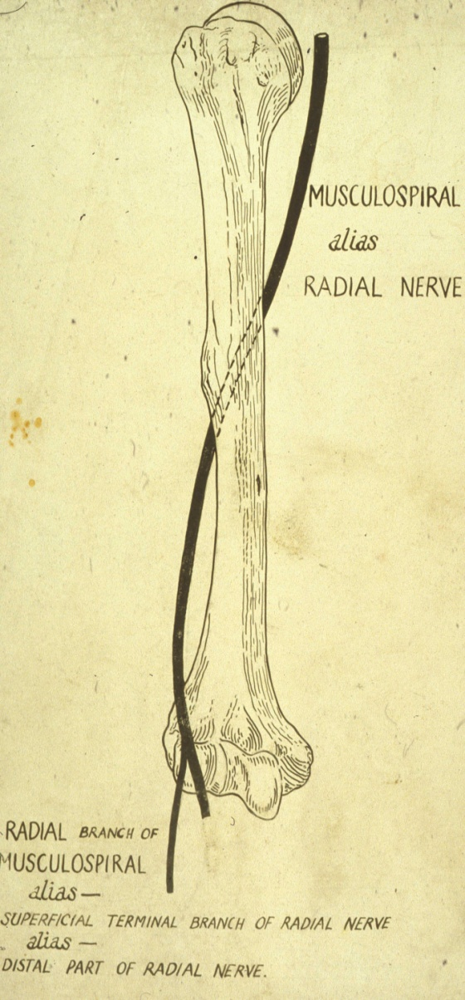 MUSCULOSPIRAL
alias
RADIAL NERVE
RADIAL BRANCH OF
MUSCULOSPIRAL
alias—
SUPERFICIAL TERMINAL BRANCH OF RADIAL NERVE
alias —
DISTAL PART OF RADIAL NERVE.